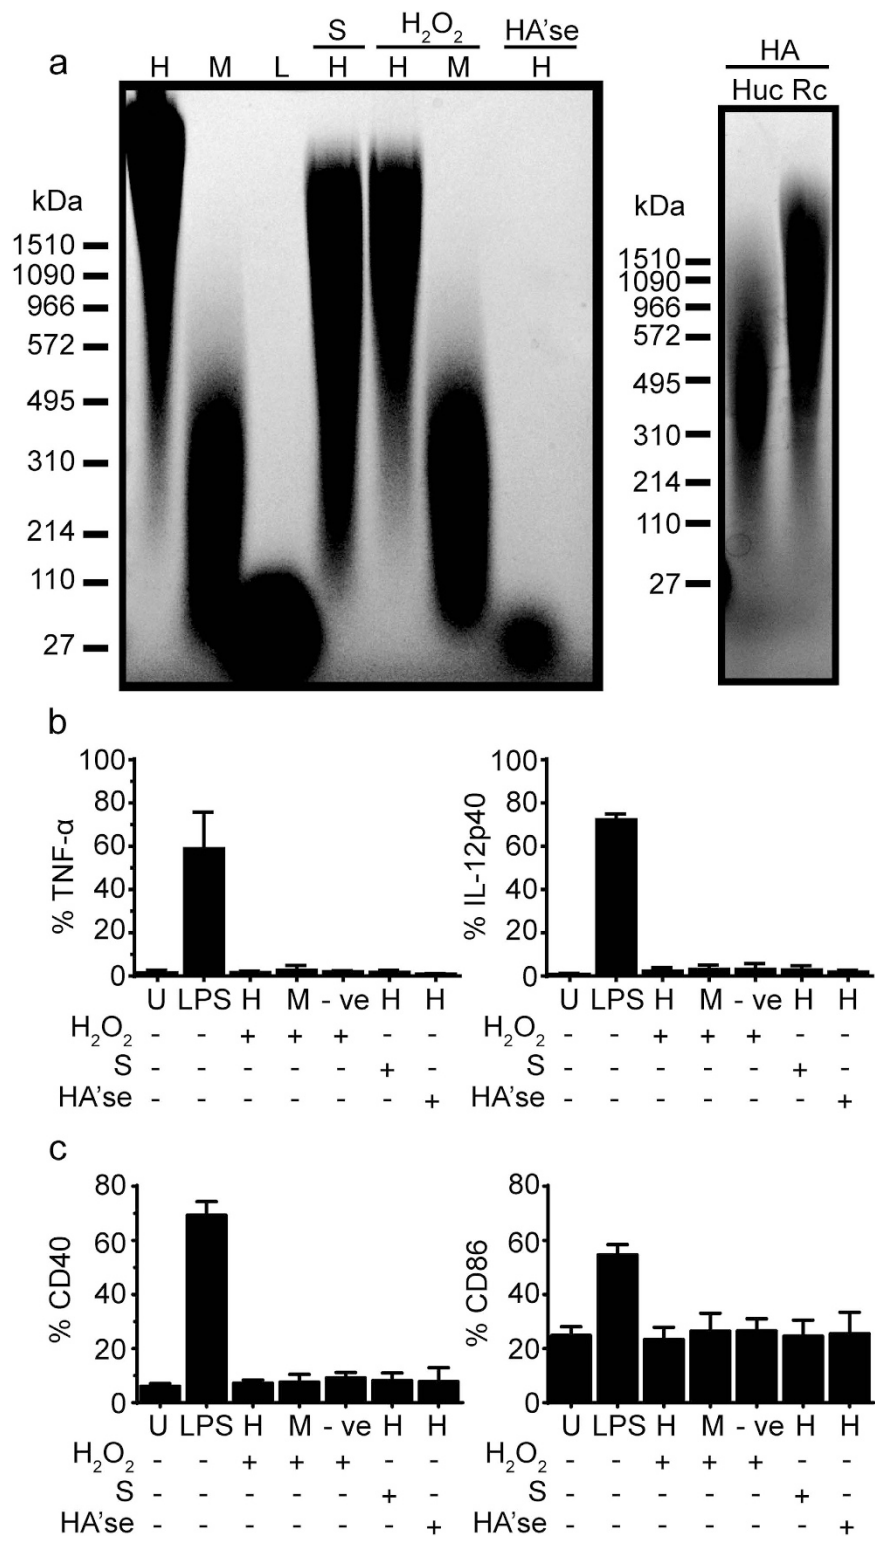 a
S H₂O₂ HA'se
H M L H H M H
kDa
1510
1090
966
572
495
310
214
110
27
HA
Huc Rc
kDa
1510
1090
966
572
495
310
214
110
27
b
% TNF-α
100
80
60
40
20
0
U LPS H M - ve H H
H₂O₂ - - + + + - -
S - - - - - + -
HA'se - - - - - - +
% IL-12p40
100
80
60
40
20
0
U LPS H M - ve H H
H₂O₂ - - + + + - -
S - - - - - + -
HA'se - - - - - - +
c
% CD40
80
60
40
20
0
U LPS H M - ve H H
H₂O₂ - - + + + - -
S - - - - - + -
HA'se - - - - - - +
% CD86
80
60
40
20
0
U LPS H M - ve H H
H₂O₂ - - + + + - -
S - - - - - + -
HA'se - - - - - - +